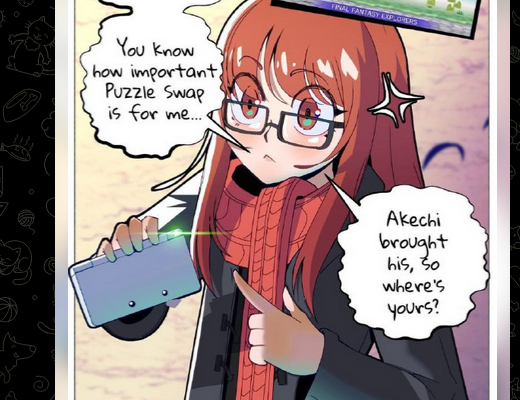 FINAL FANTASY EXPLORERS
You know
how important
Puzzle Swap
is for me...
Akechi
brought
his, so
where's
yours?